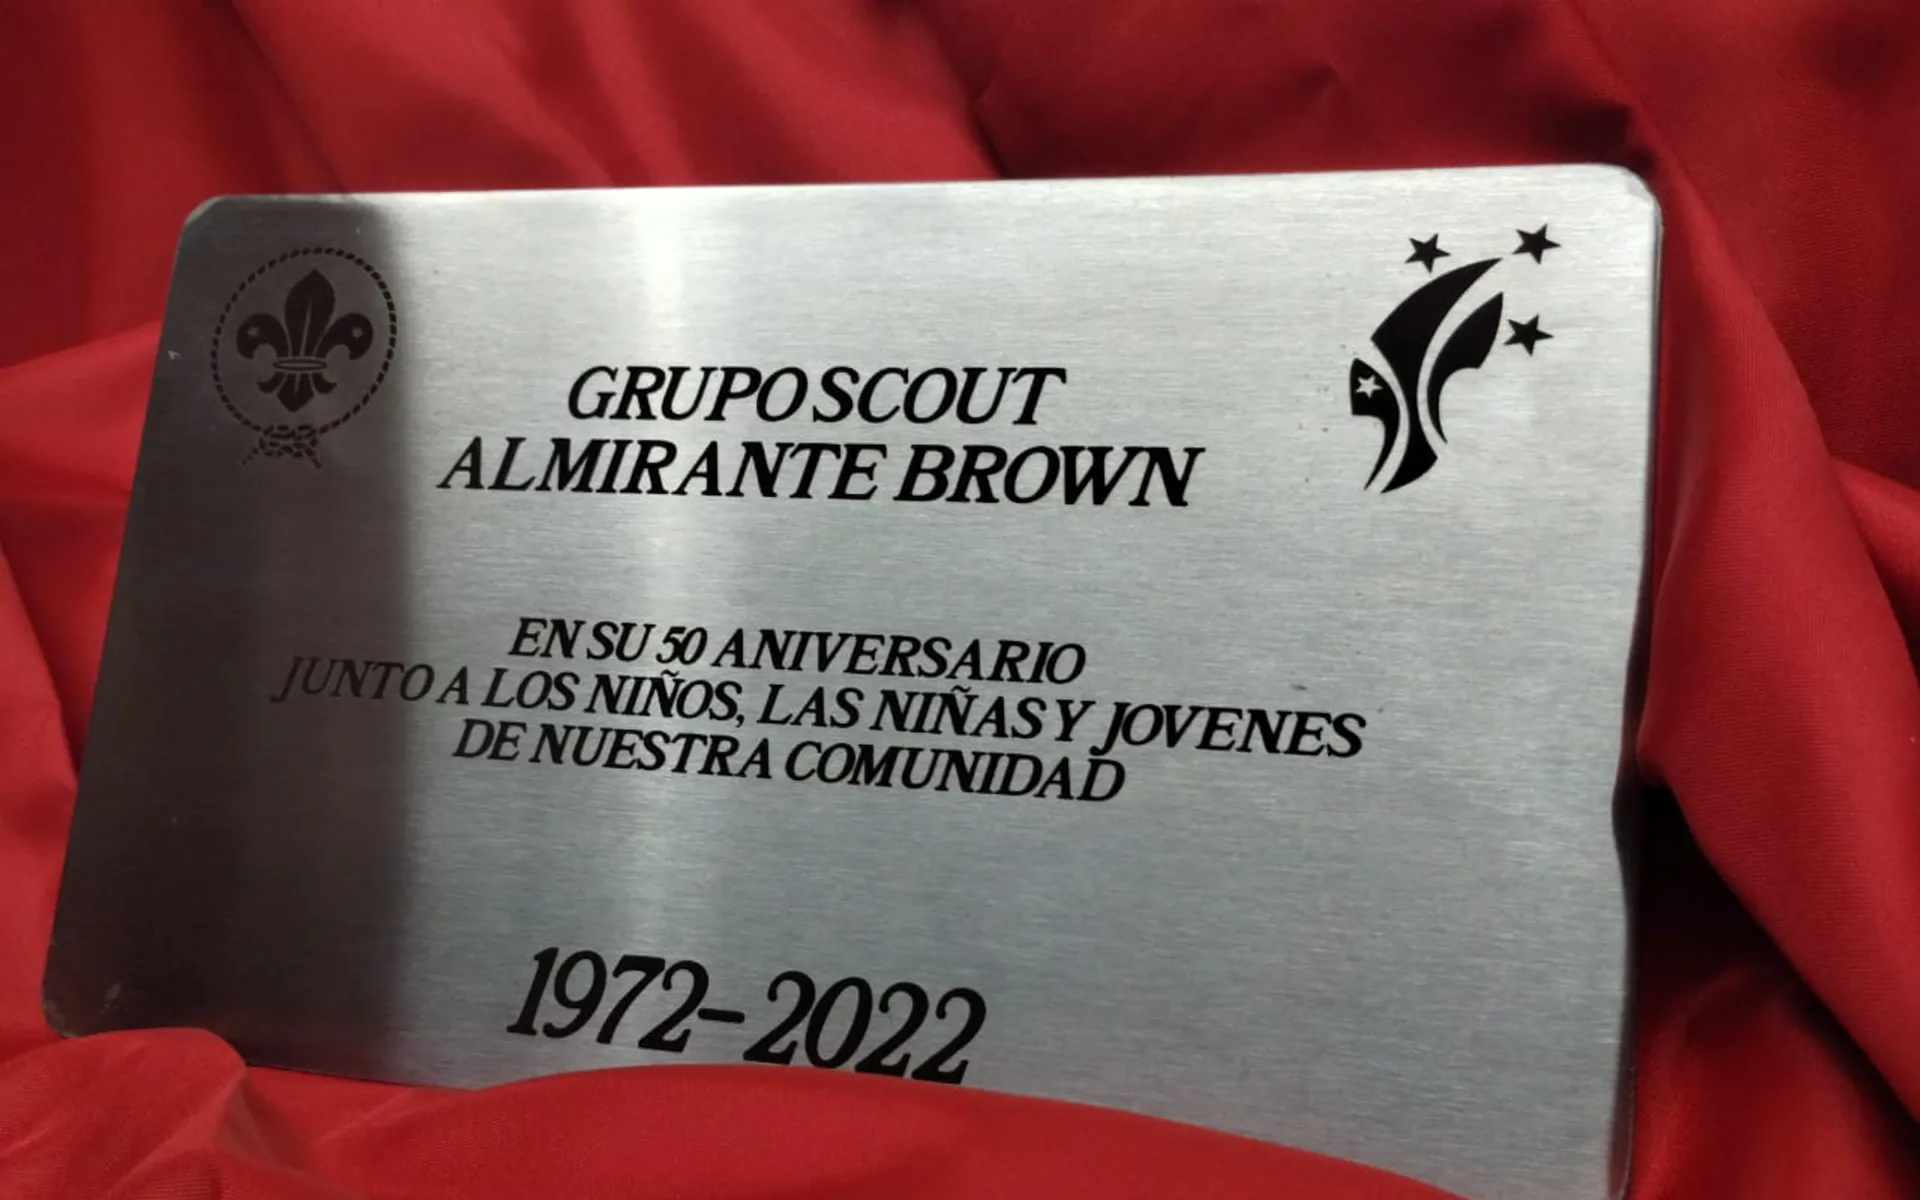 GRUPO SCOUT
ALMIRANTE BROWN
EN SU 50 ANIVERSARIO
JUNTO A LOS NIÑOS, LAS NIÑAS Y JOVENES
DE NUESTRA COMUNIDAD
1972-2022